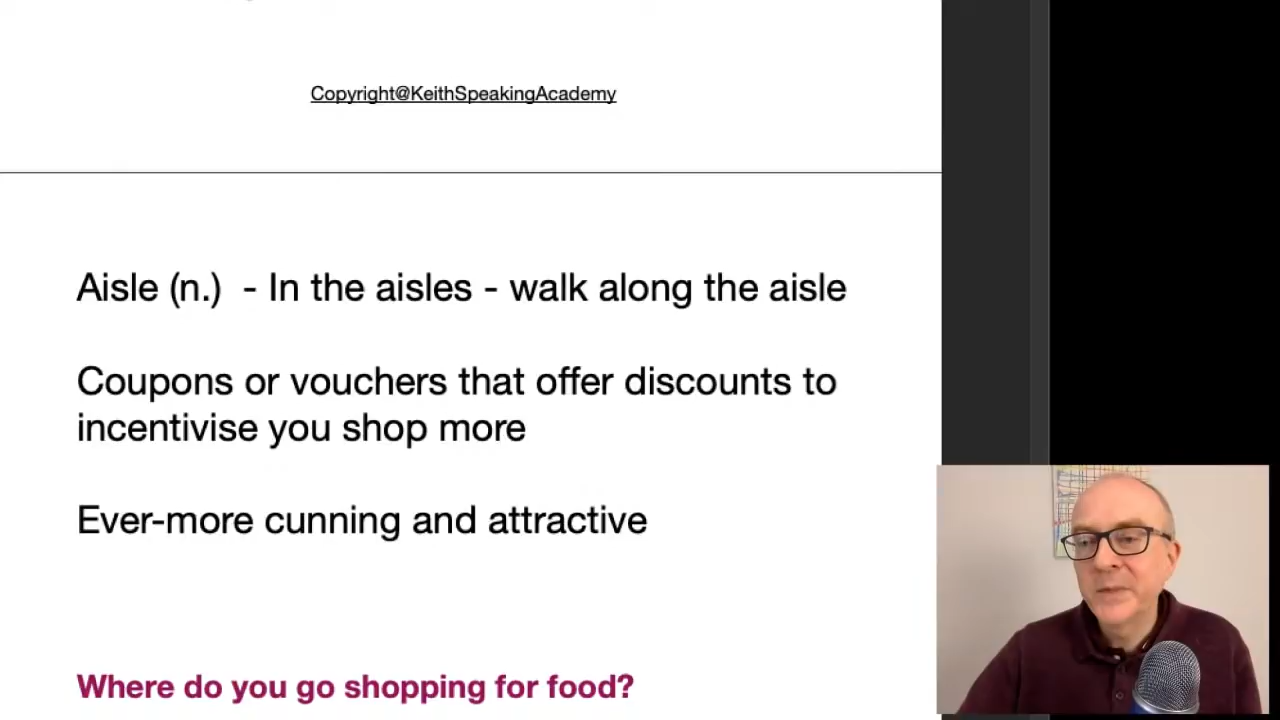 Copyright@KeithSpeakingAcademy
Aisle (n.)  - In the aisles - walk along the aisle
Coupons or vouchers that offer discounts to
incentivise you shop more
Ever-more cunning and attractive
Where do you go shopping for food?